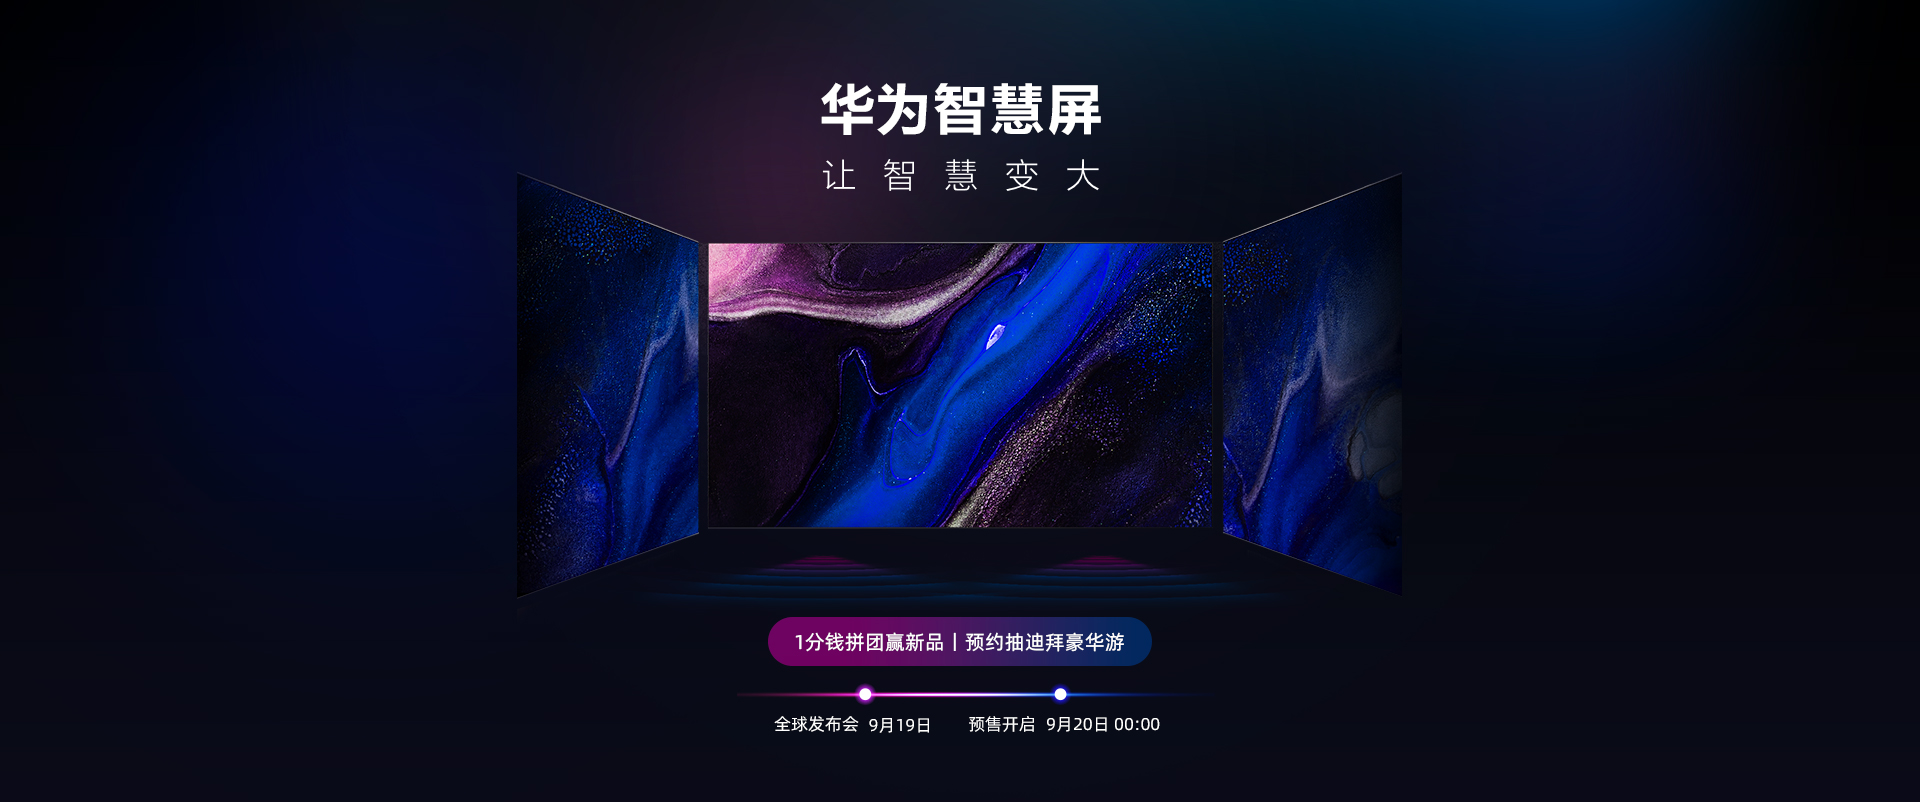 华为智慧屏
让智慧变大
1分钱拼团赢新品丨预约抽迪拜豪华游
全球发布会 9月19日 预售开启 9月20日 00:00